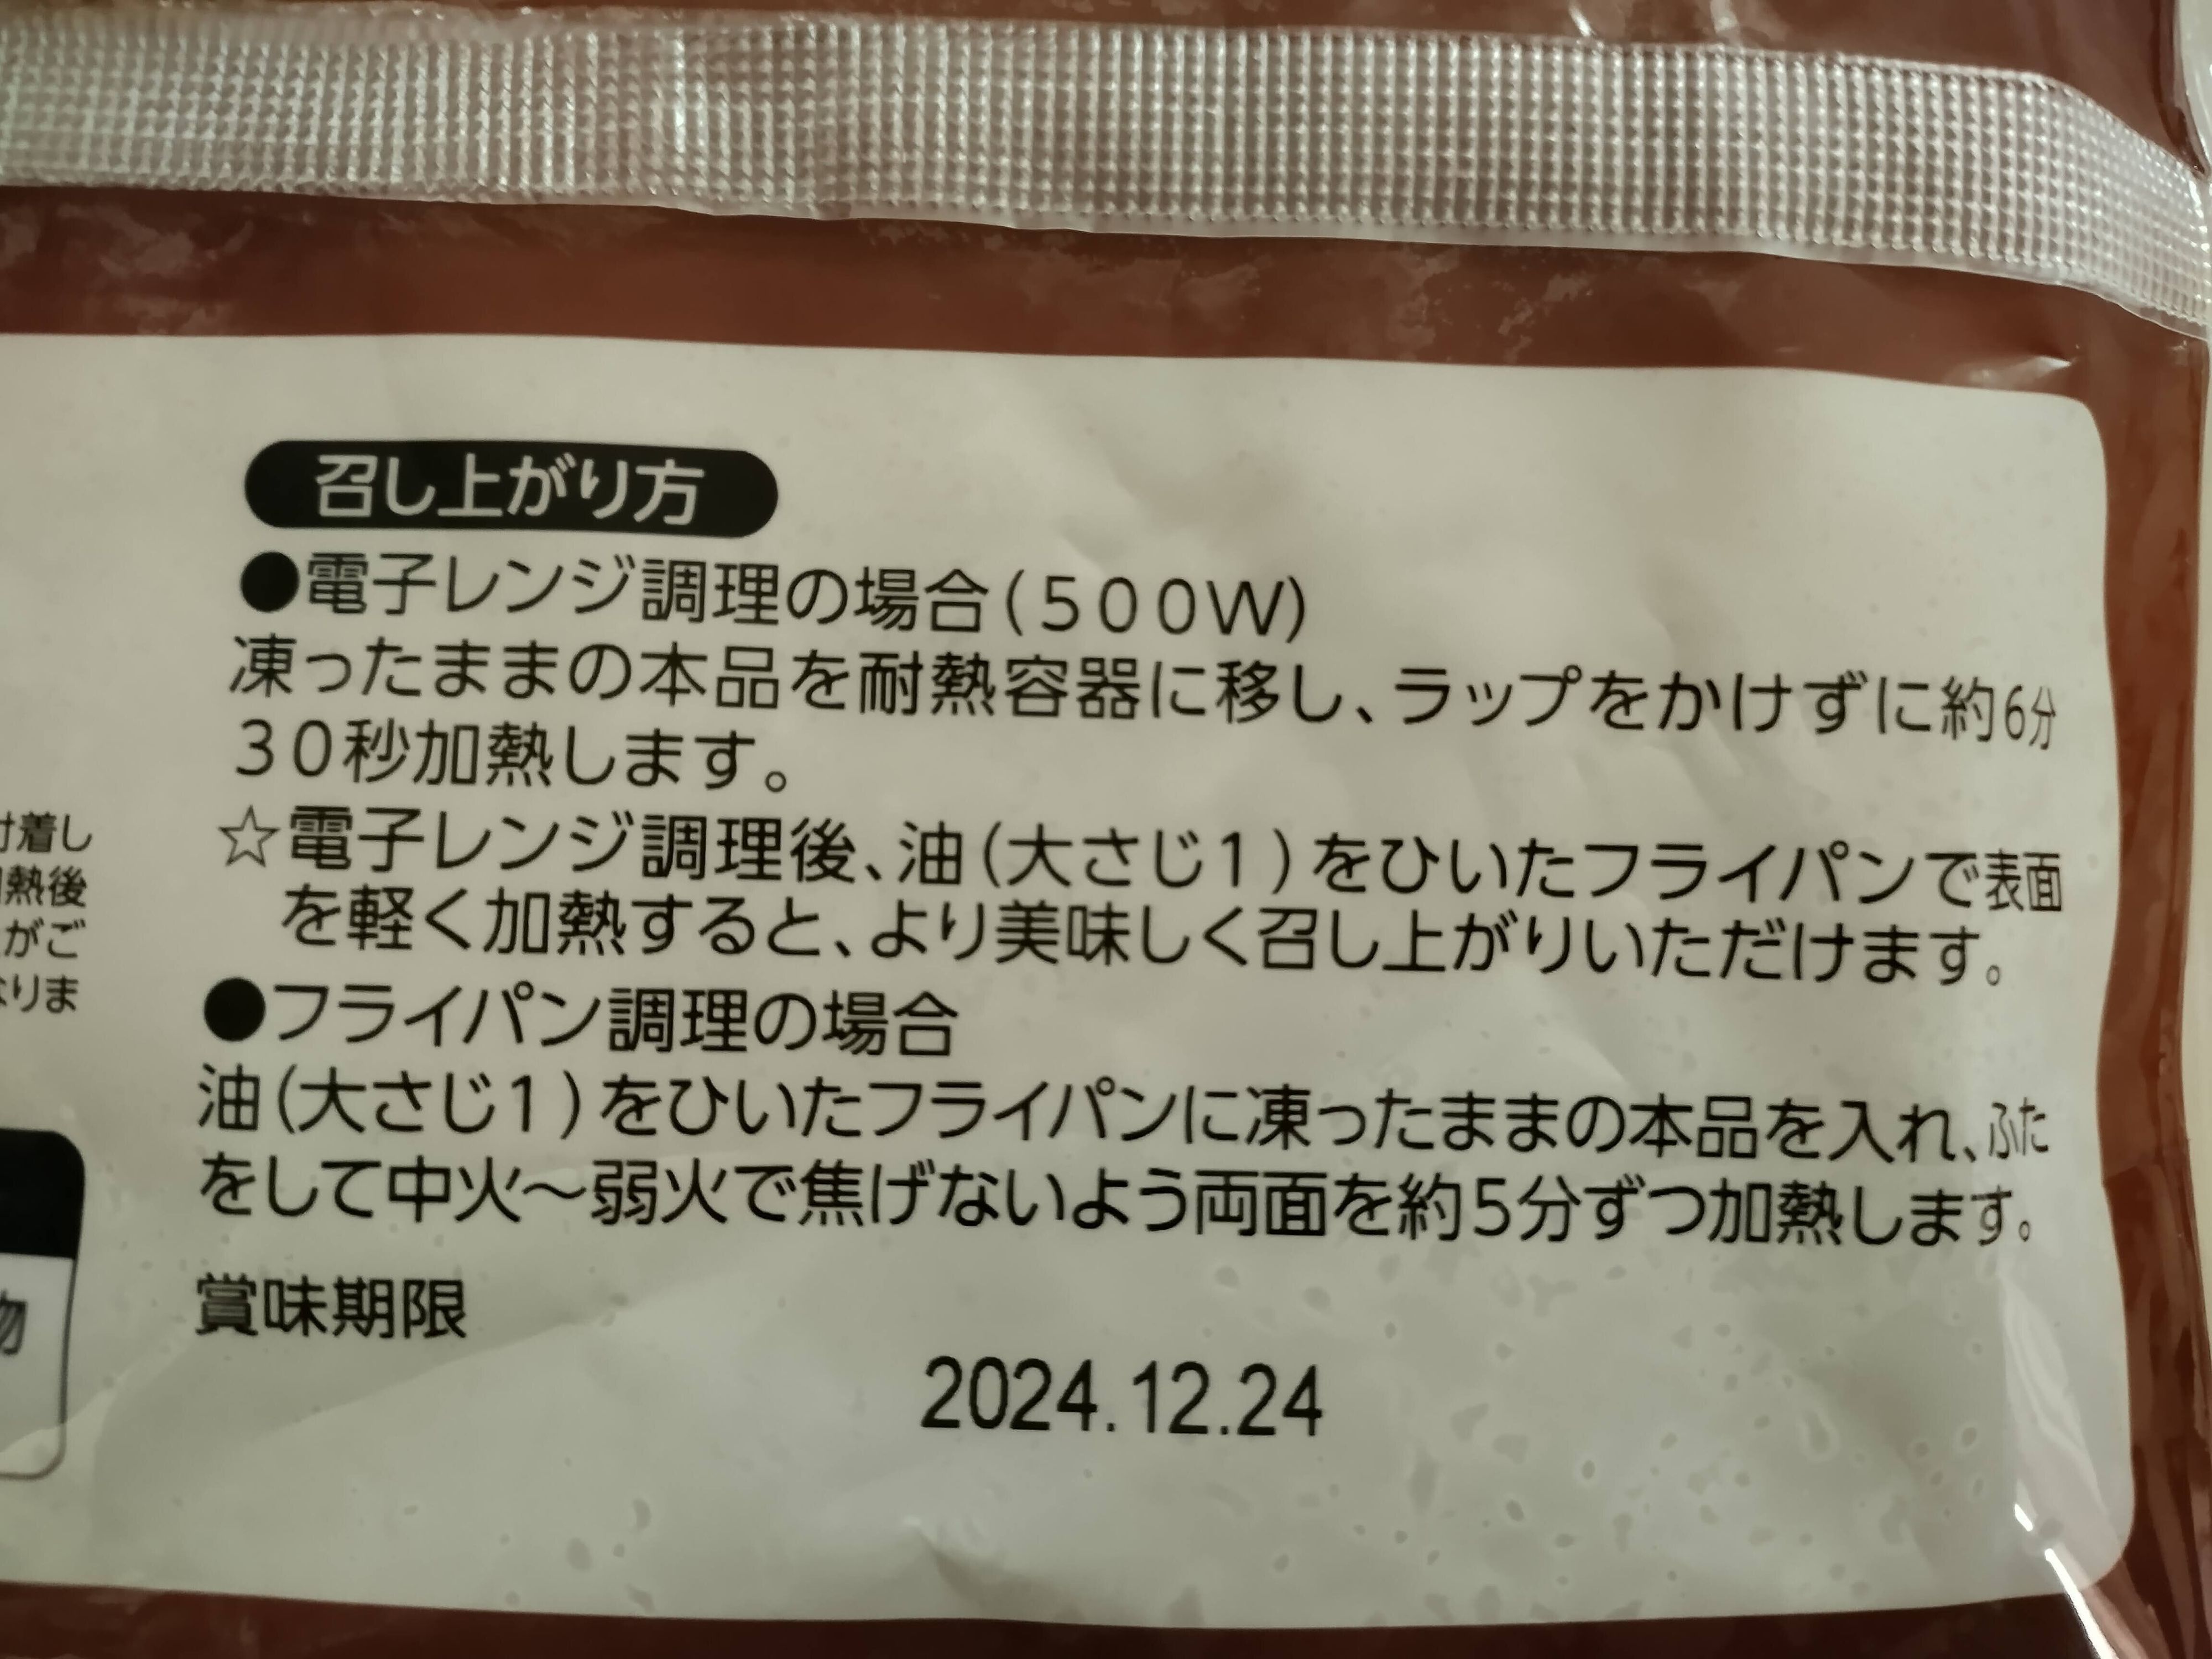 召し上がり方
●電子レンジ調理の場合(500W)
凍ったままの本品を耐熱容器に移し、ラップをかけずに約6分
30秒加熱します。
☆電子レンジ調理後、油(大さじ1)をひいたフライパンで表面
を軽く加熱すると、より美味しく召し上がりいただけます。
●フライパン調理の場合
油(大さじ1)をひいたフライパンに凍ったままの本品を入れ、ふた
をして中火〜弱火で焦げないよう両面を約5分ずつ加熱します。
賞味期限
2024.12.24
着し
熱後
がご
りま
物